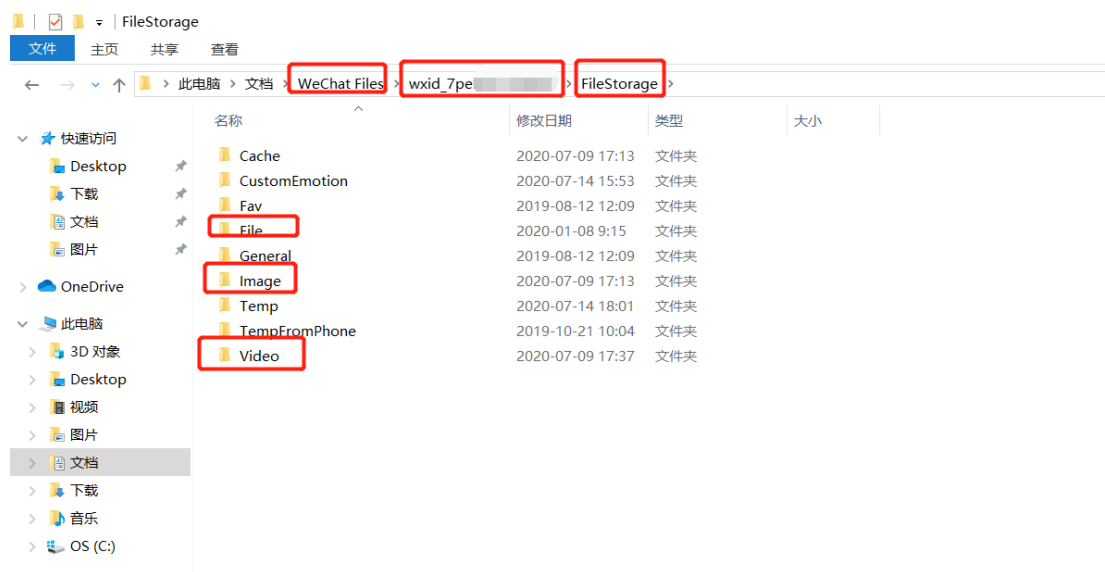 FileStorage
文件 主页 共享 查看
此电脑 文档 WeChat Files wxid_7pe FileStorage
名称 修改日期 类型 大小
快速访问
Desktop
下载
文档
图片
OneDrive
此电脑
3D 对象
Desktop
视频
图片
文档
下载
音乐
OS (C:)
Cache 2020-07-09 17:13 文件夹
CustomEmotion 2020-07-14 15:53 文件夹
Fav 2019-08-12 12:09 文件夹
File 2020-01-08 9:15 文件夹
General 2019-08-12 12:09 文件夹
Image 2020-07-09 17:13 文件夹
Temp 2020-07-14 18:01 文件夹
TempFromPhone 2019-10-21 10:04 文件夹
Video 2020-07-09 17:37 文件夹